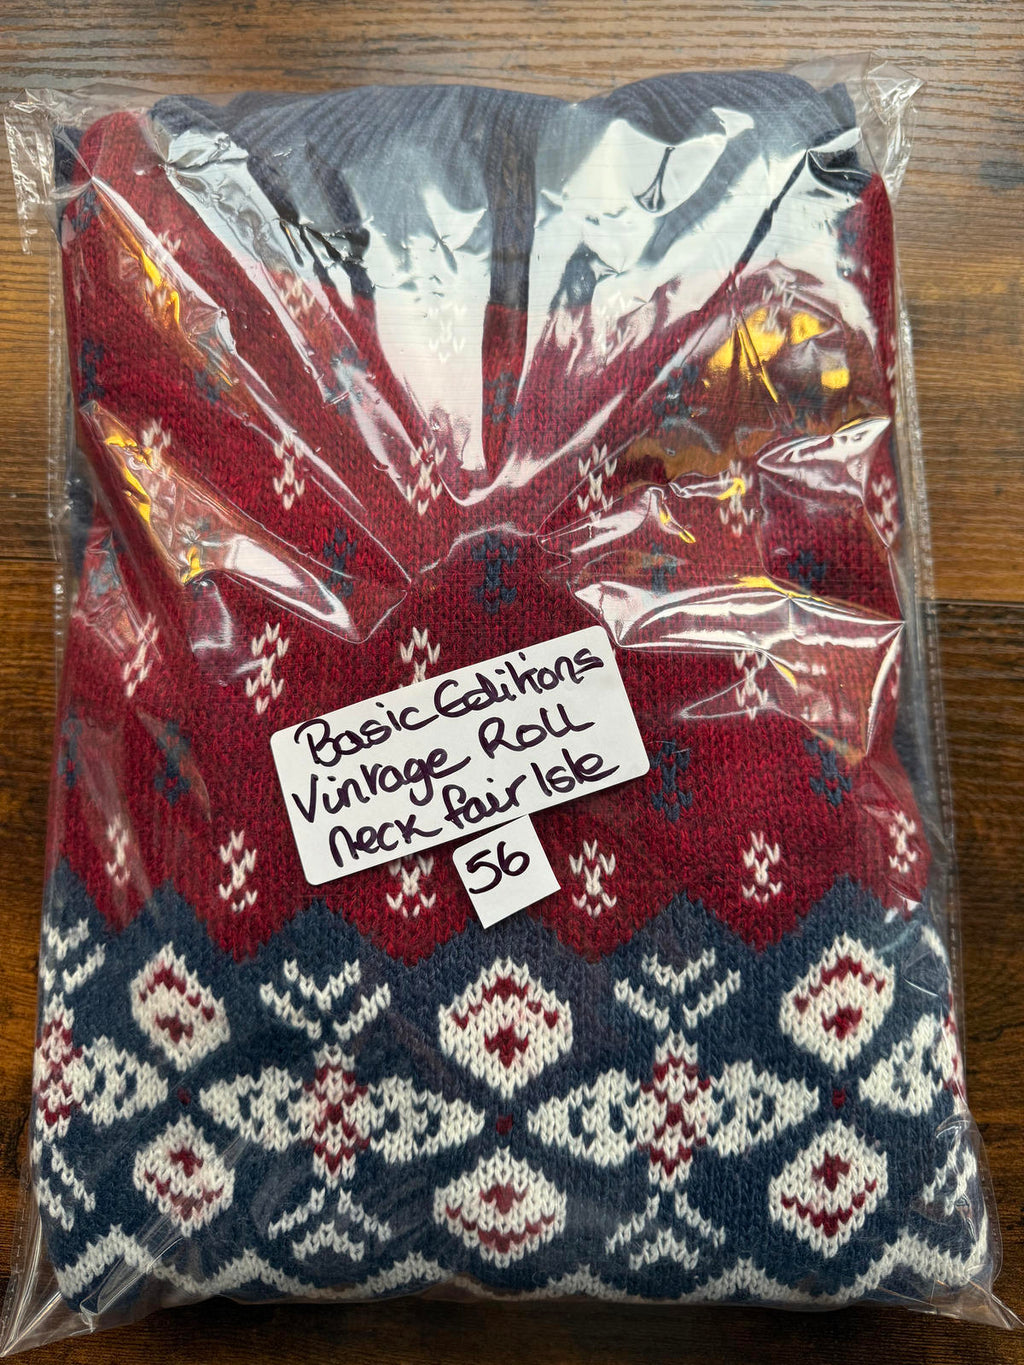 Basic Editions
Vintage Roll
neck fair Isle
56